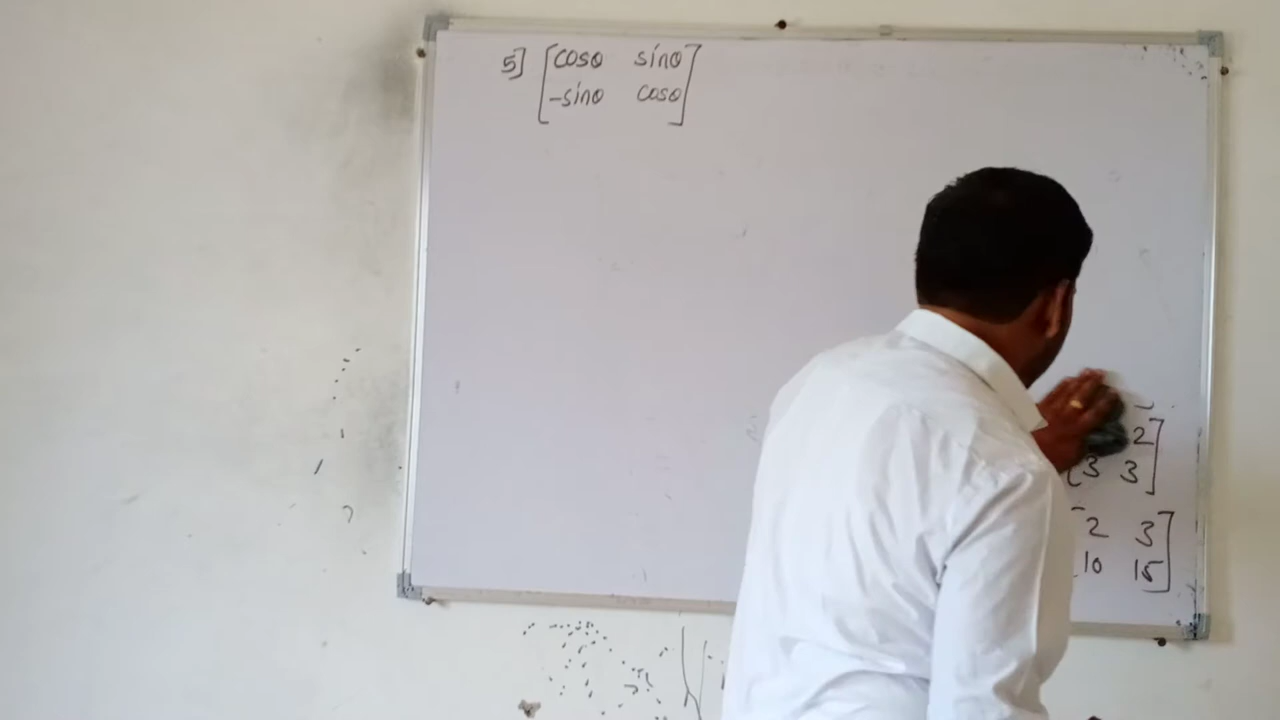 5] [cosθ sinθ
-sinθ cosθ]
2]
[3 3]
2 3]
10 15]